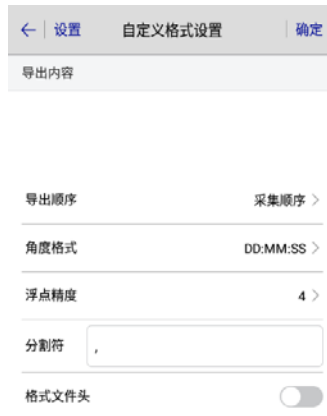 ← 设置 自定义格式设置 确定
导出内容
导出顺序 采集顺序 >
角度格式 DD:MM:SS >
浮点精度 4 >
分割符 ,
格式文件头